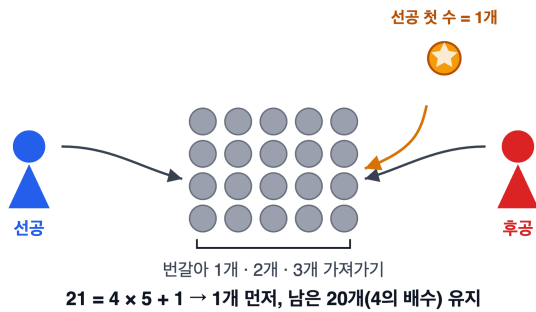 선공 첫 수 = 1개
선공
후공
번갈아 1개 · 2개 · 3개 가져가기
21 = 4 × 5 + 1 → 1개 먼저, 남은 20개(4의 배수) 유지